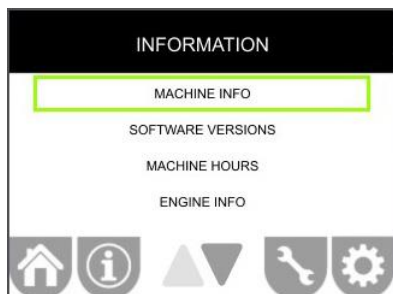 INFORMATION
MACHINE INFO
SOFTWARE VERSIONS
MACHINE HOURS
ENGINE INFO